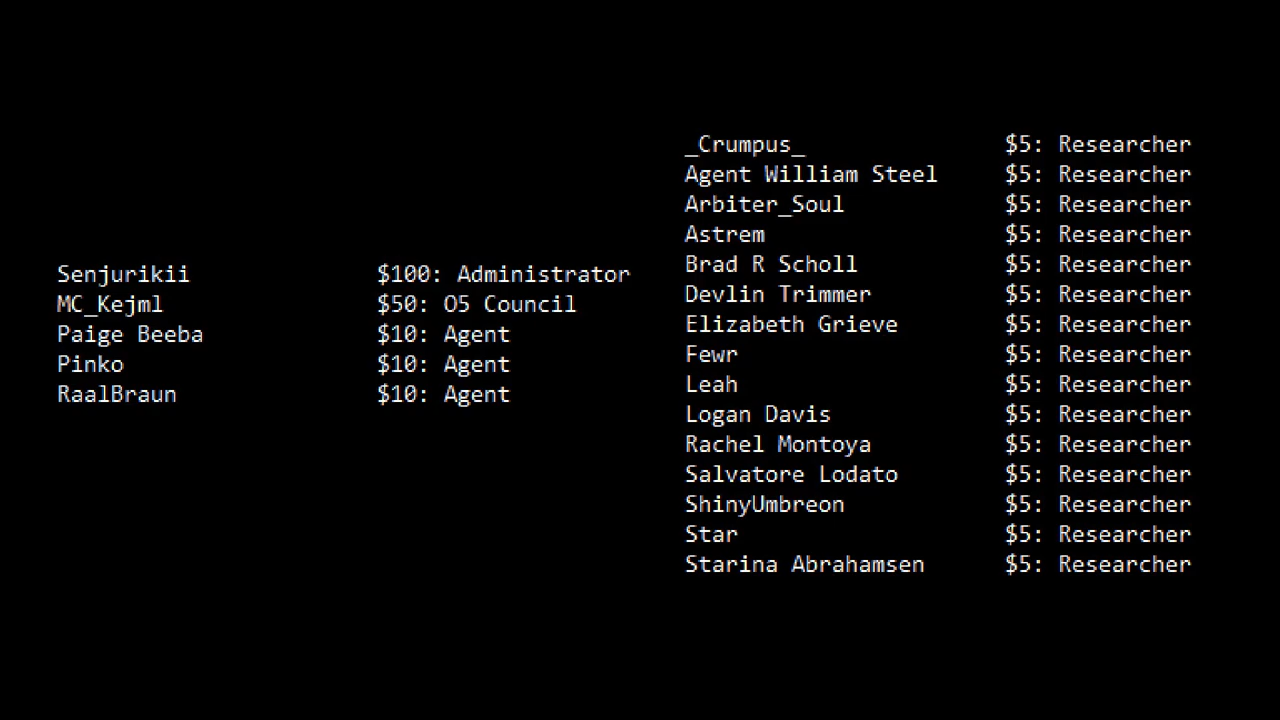 Senjurikii $100: Administrator
MC_Kejml $50: O5 Council
Paige Beeba $10: Agent
Pinko $10: Agent
RaalBraun $10: Agent
_Crumpus_ $5: Researcher
Agent William Steel $5: Researcher
Arbiter_Soul $5: Researcher
Astrem $5: Researcher
Brad R Scholl $5: Researcher
Devlin Trimmer $5: Researcher
Elizabeth Grieve $5: Researcher
Fewr $5: Researcher
Leah $5: Researcher
Logan Davis $5: Researcher
Rachel Montoya $5: Researcher
Salvatore Lodato $5: Researcher
ShinyUmbreon $5: Researcher
Star $5: Researcher
Starina Abrahamsen $5: Researcher